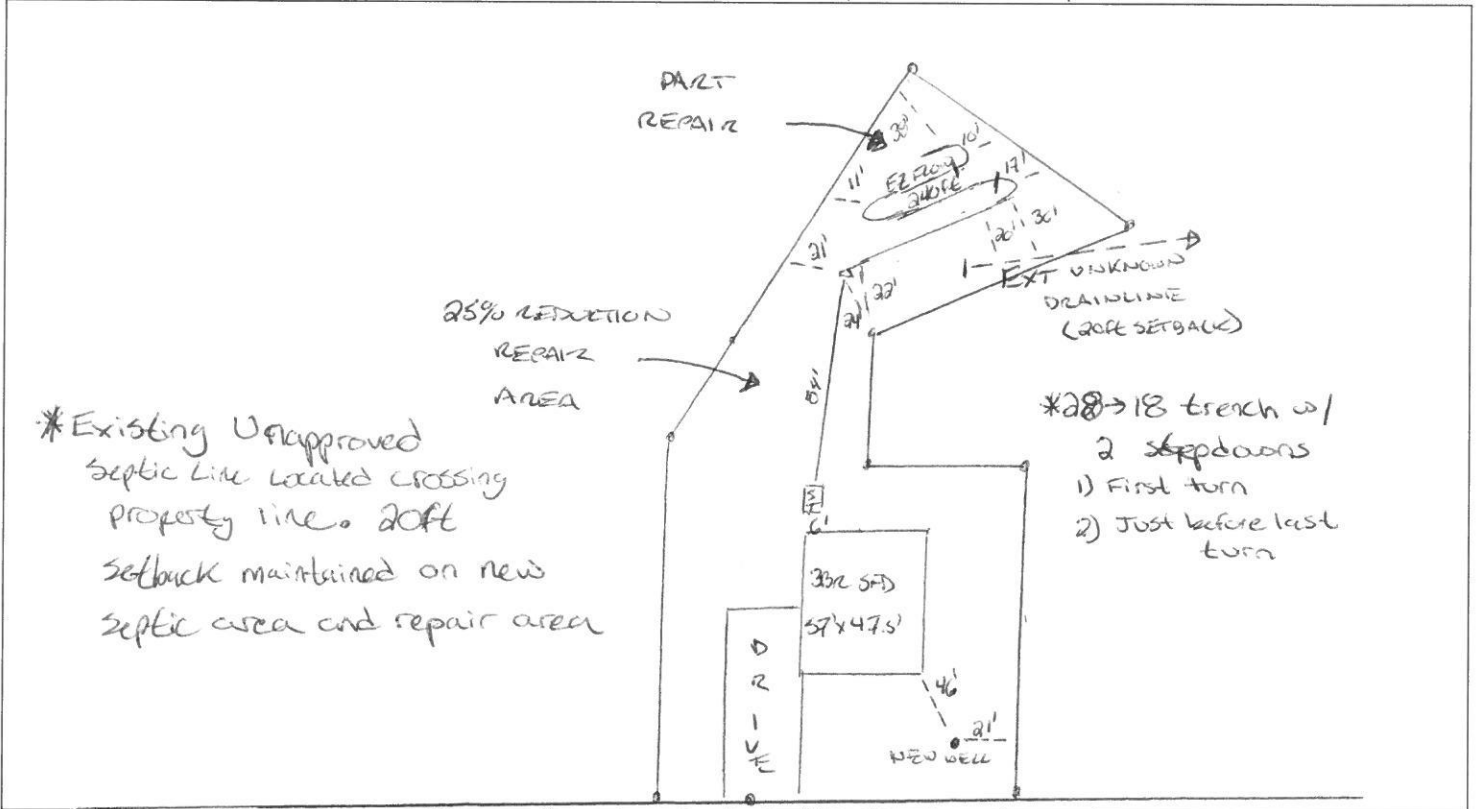 PART
REPAIR
38'
10'
11'
EZ FLOW
240ft
17'
21'
20'
30'
EXT UNKNOWN
DRAINLINE
(20ft SETBACK)
22'
24'
25% REDUCTION
REPAIR
AREA
84'
*Existing Unapproved
Septic Line Located crossing
property line. 20ft
Setback maintained on new
Septic area and repair area
*28→18 trench w/
2 steppdowns
1) First turn
2) Just before last
turn
6'
3BR SFD
57'x47.5'
DRIVE
46'
21'
NEW WELL